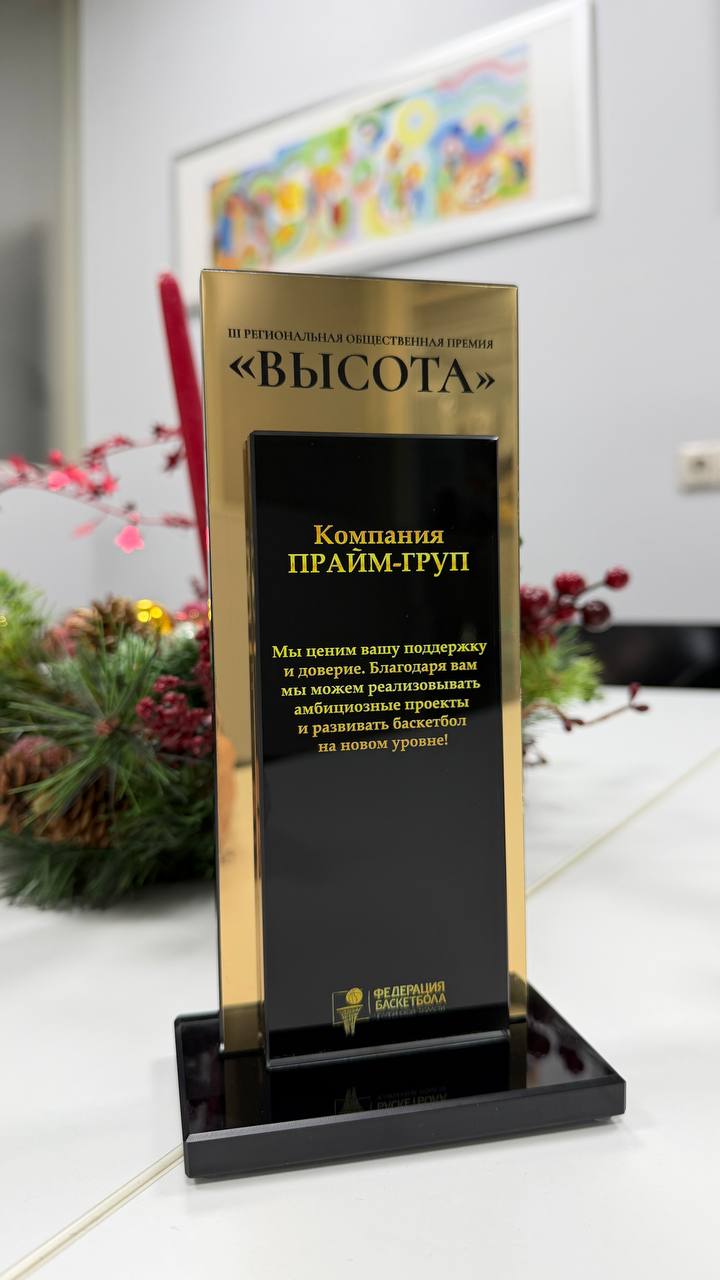 III РЕГИОНАЛЬНАЯ ОБЩЕСТВЕННАЯ ПРЕМИЯ
«ВЫСОТА»
Компания
ПРАЙМ-ГРУП
Мы ценим вашу поддержку
и доверие. Благодаря вам
мы можем реализовывать
амбициозные проекты
и развивать баскетбол
на новом уровне!
ФЕДЕРАЦИЯ
БАСКЕТБОЛА